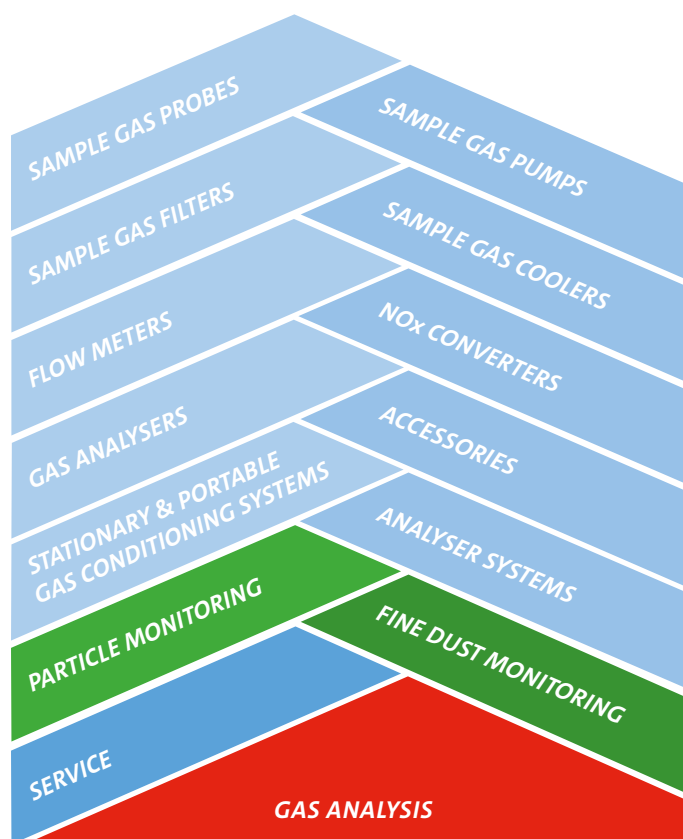 SAMPLE GAS PROBES
SAMPLE GAS PUMPS
SAMPLE GAS FILTERS
SAMPLE GAS COOLERS
FLOW METERS
NOx CONVERTERS
GAS ANALYSERS
ACCESSORIES
STATIONARY & PORTABLE
GAS CONDITIONING SYSTEMS
ANALYSER SYSTEMS
PARTICLE MONITORING
FINE DUST MONITORING
SERVICE
GAS ANALYSIS